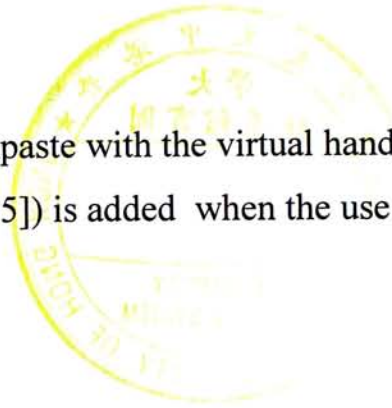 paste with the virtual hand
5]) is added when the use